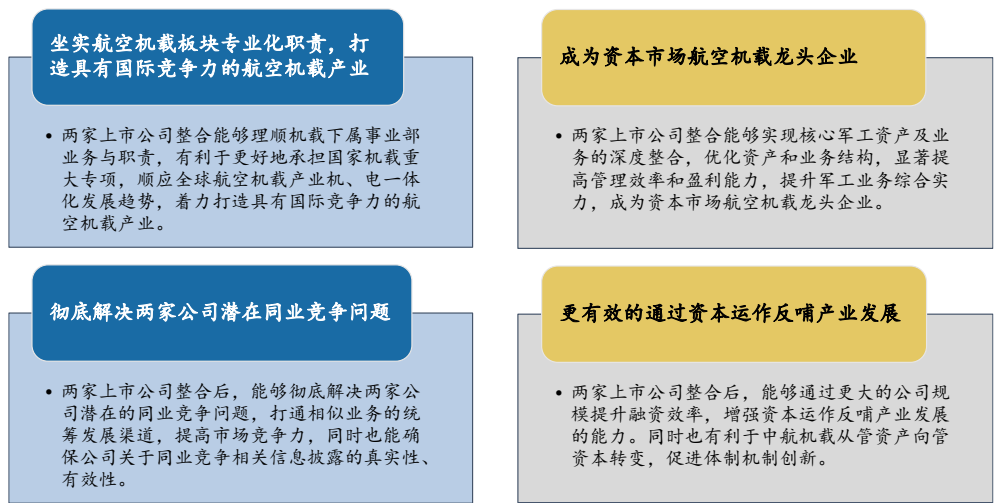 坐实航空机载板块专业化职责，打
造具有国际竞争力的航空机载产业
• 两家上市公司整合能够理顺机载下属事业部
业务与职责，有利于更好地承担国家机载重
大专项，顺应全球航空机载产业机、电一体
化发展趋势，着力打造具有国际竞争力的航
空机载产业。
成为资本市场航空机载龙头企业
• 两家上市公司整合能够实现核心军工资产及业
务的深度整合，优化资产和业务结构，显著提
高管理效率和盈利能力，提升军工业务综合实
力，成为资本市场航空机载龙头企业。
彻底解决两家公司潜在同业竞争问题
• 两家上市公司整合后，能够彻底解决两家公
司潜在的同业竞争问题，打通相似业务的统
筹发展渠道，提高市场竞争力，同时也能确
保公司关于同业竞争相关信息披露的真实性、
有效性。
更有效的通过资本运作反哺产业发展
• 两家上市公司整合后，能够通过更大的公司规
模提升融资效率，增强资本运作反哺产业发展
的能力。同时也有利于中航机载从管资产向管
资本转变，促进体制机制创新。